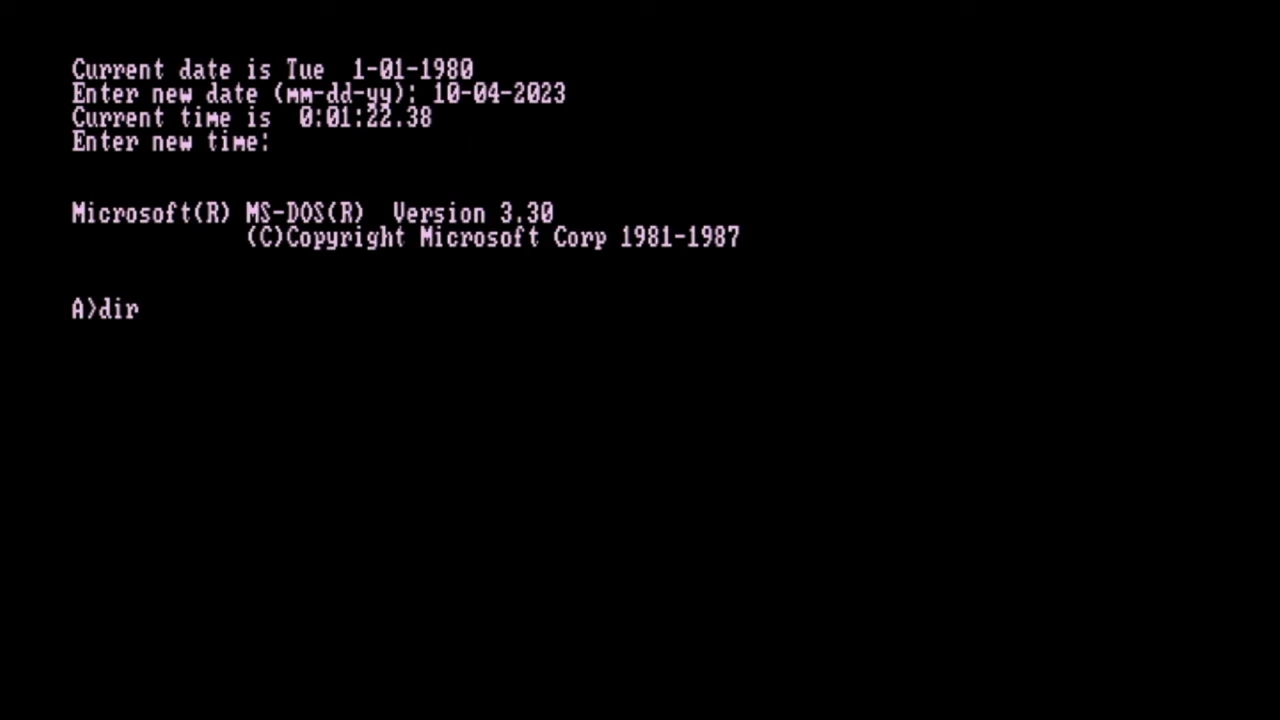 Current date is Tue  1-01-1980
Enter new date (mm-dd-yy): 10-04-2023
Current time is  0:01:22.38
Enter new time:
Microsoft(R) MS-DOS(R)  Version 3.30
(C)Copyright Microsoft Corp 1981-1987
A>dir